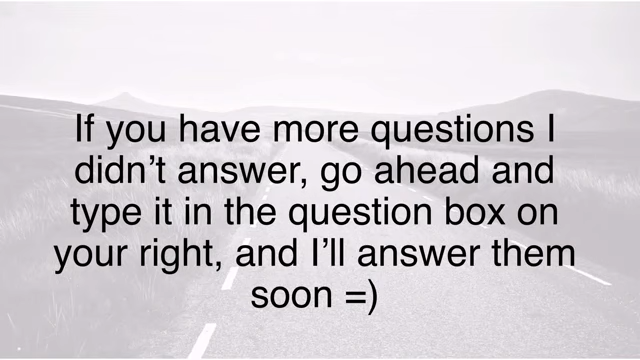 If you have more questions I
didn’t answer, go ahead and
type it in the question box on
your right, and I’ll answer them
soon =)